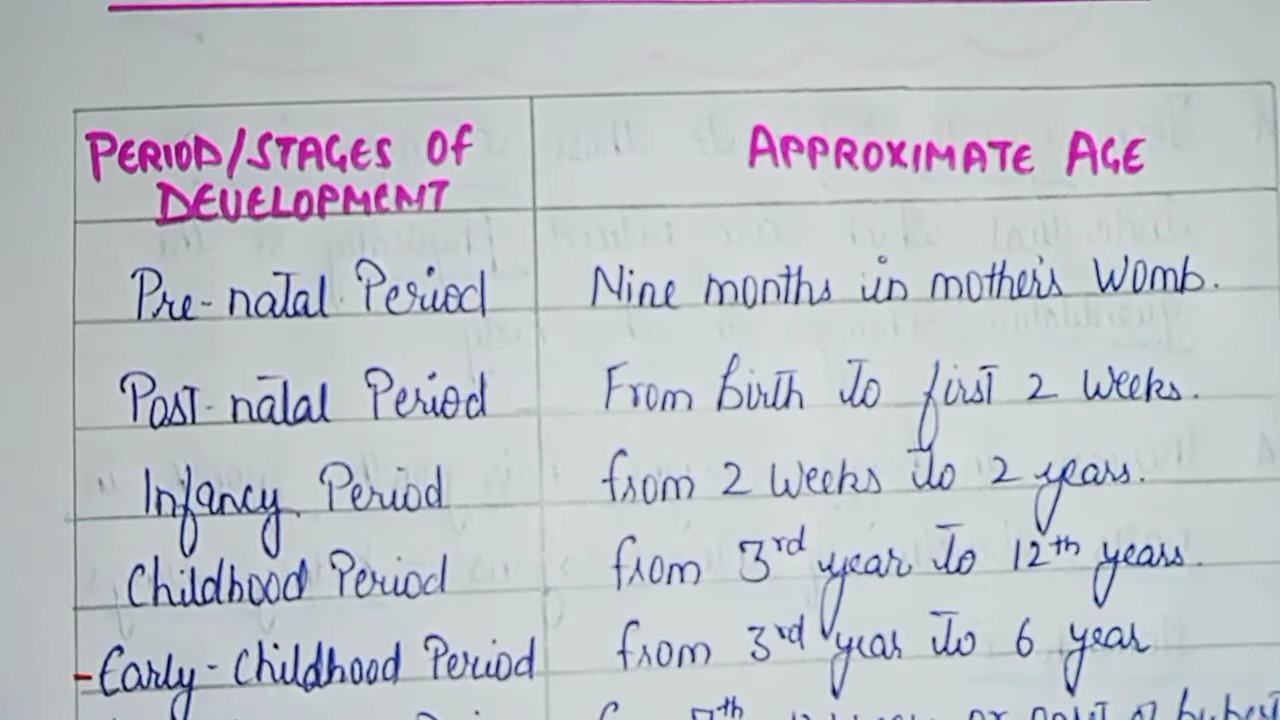 PERIOD/STAGES OF
DEVELOPMENT
APPROXIMATE AGE
Pre-natal Period
Nine months in mother's womb.
Post-natal Period
From birth to first 2 weeks.
Infancy Period
from 2 weeks to 2 years.
Childhood Period
from 3rd year to 12th years.
- Early-Childhood Period
from 3rd year to 6 year